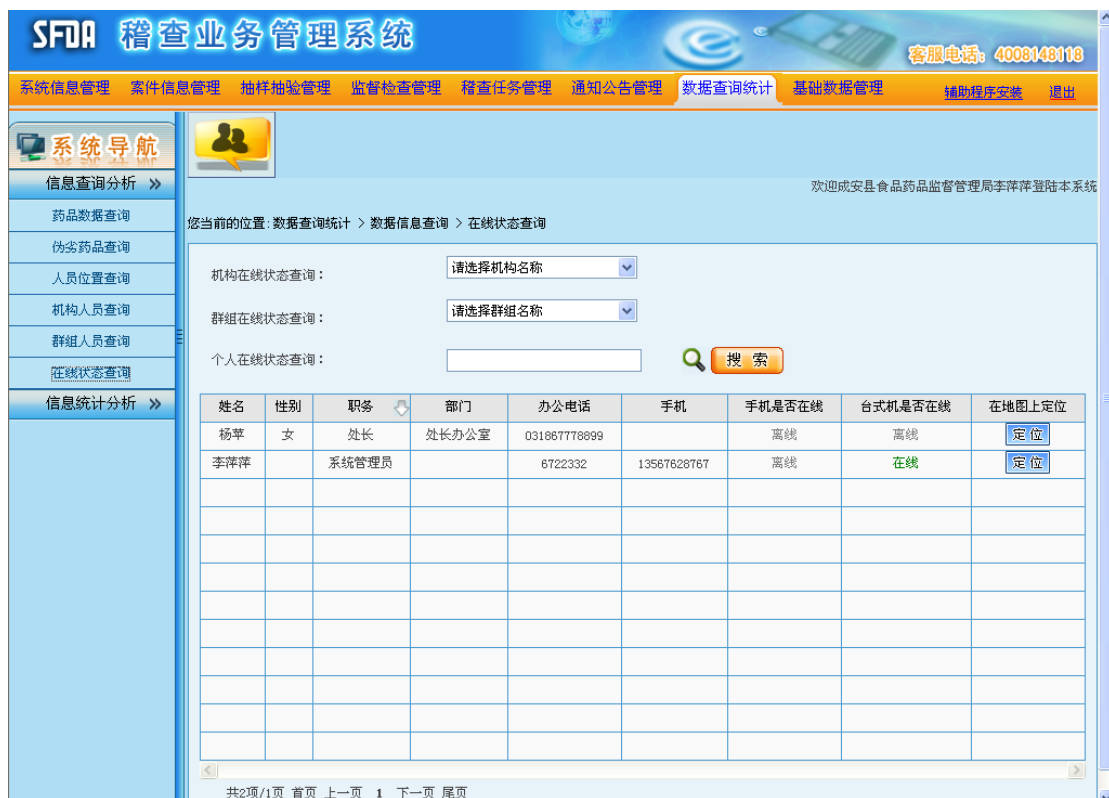 SFDA 稽查业务管理系统
客服电话：4008148118
系统信息管理 案件信息管理 抽样抽验管理 监督检查管理 稽查任务管理 通知公告管理 数据查询统计 基础数据管理 辅助程序安装 退出
系统导航
信息查询分析 »
药品数据查询
伪劣药品查询
人员位置查询
机构人员查询
群组人员查询
在线状态查询
信息统计分析 »
欢迎成安县食品药品监督管理局李萍萍登陆本系统
您当前的位置：数据查询统计 > 数据信息查询 > 在线状态查询
机构在线状态查询： 请选择机构名称
群组在线状态查询： 请选择群组名称
个人在线状态查询： 搜 索
姓名 性别 职务 部门 办公电话 手机 手机是否在线 台式机是否在线 在地图上定位
杨苹 女 处长 处长办公室 031867778899 离线 离线 定 位
李萍萍 系统管理员 6722332 13567628767 离线 在线 定 位
共2项/1页 首页 上一页 1 下一页 尾页